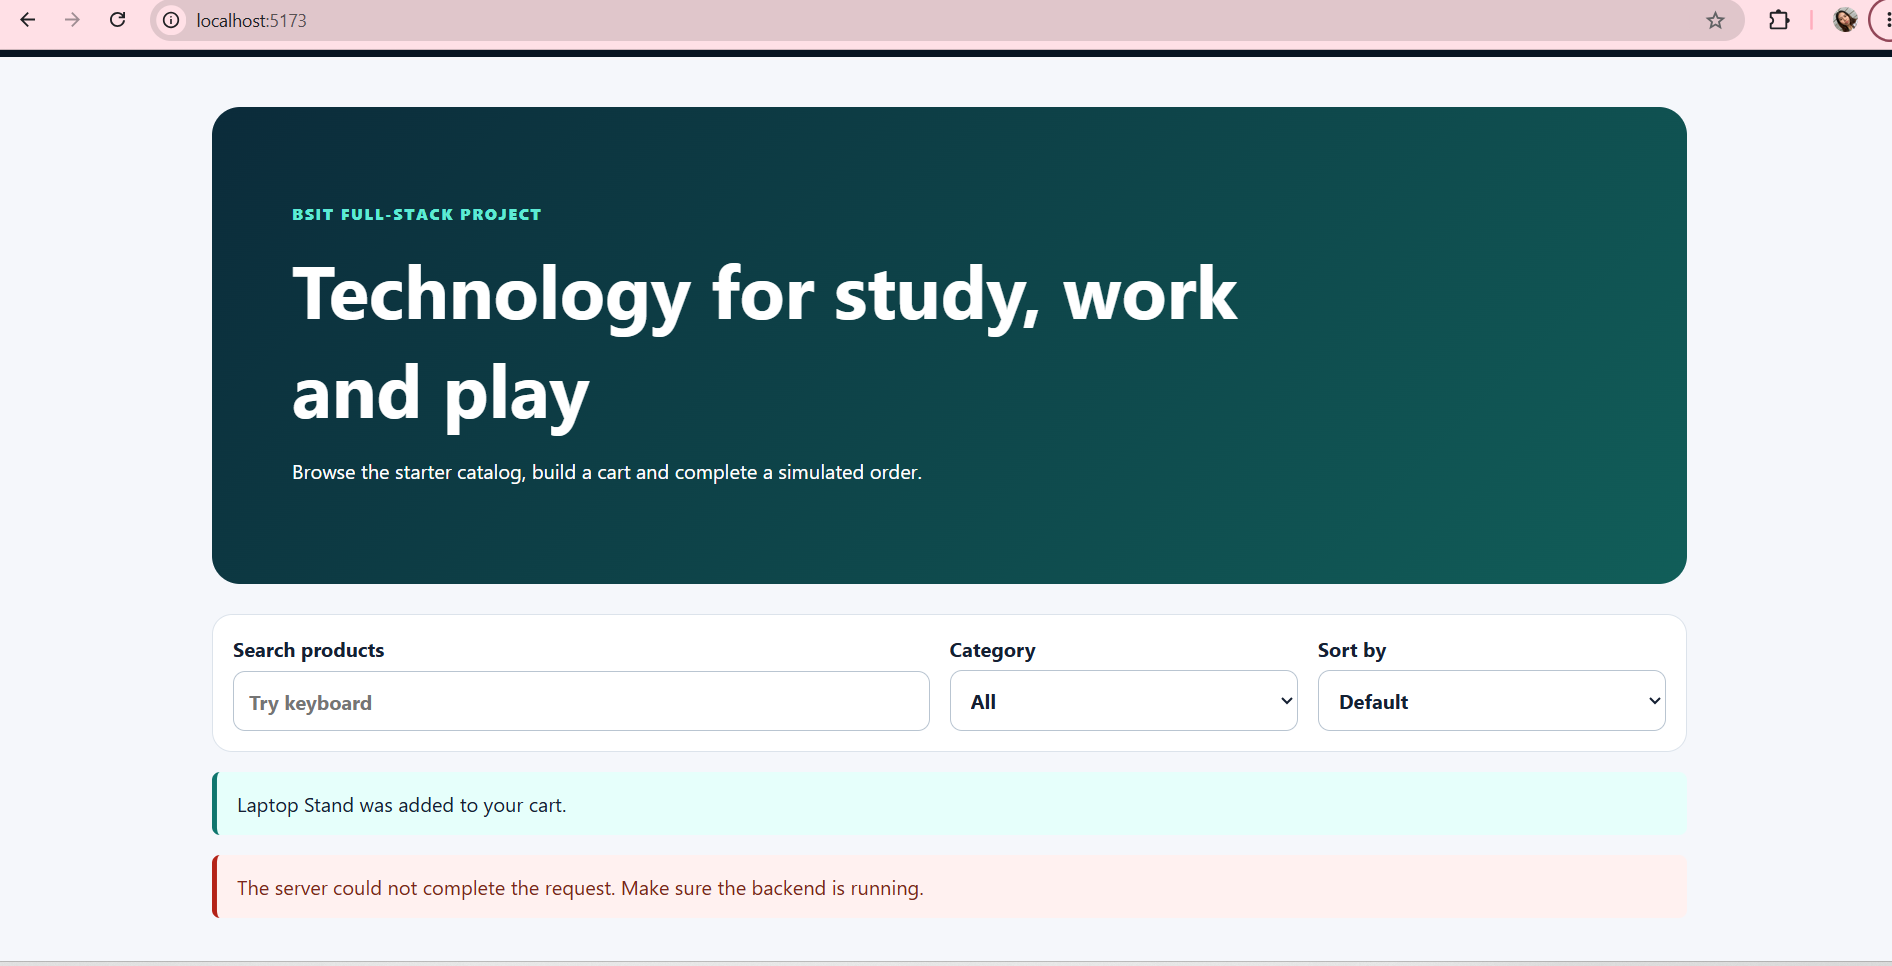 localhost:5173
BSIT FULL-STACK PROJECT
Technology for study, work
and play
Browse the starter catalog, build a cart and complete a simulated order.
Search products
Category
Sort by
Try keyboard
All
Default
Laptop Stand was added to your cart.
The server could not complete the request. Make sure the backend is running.